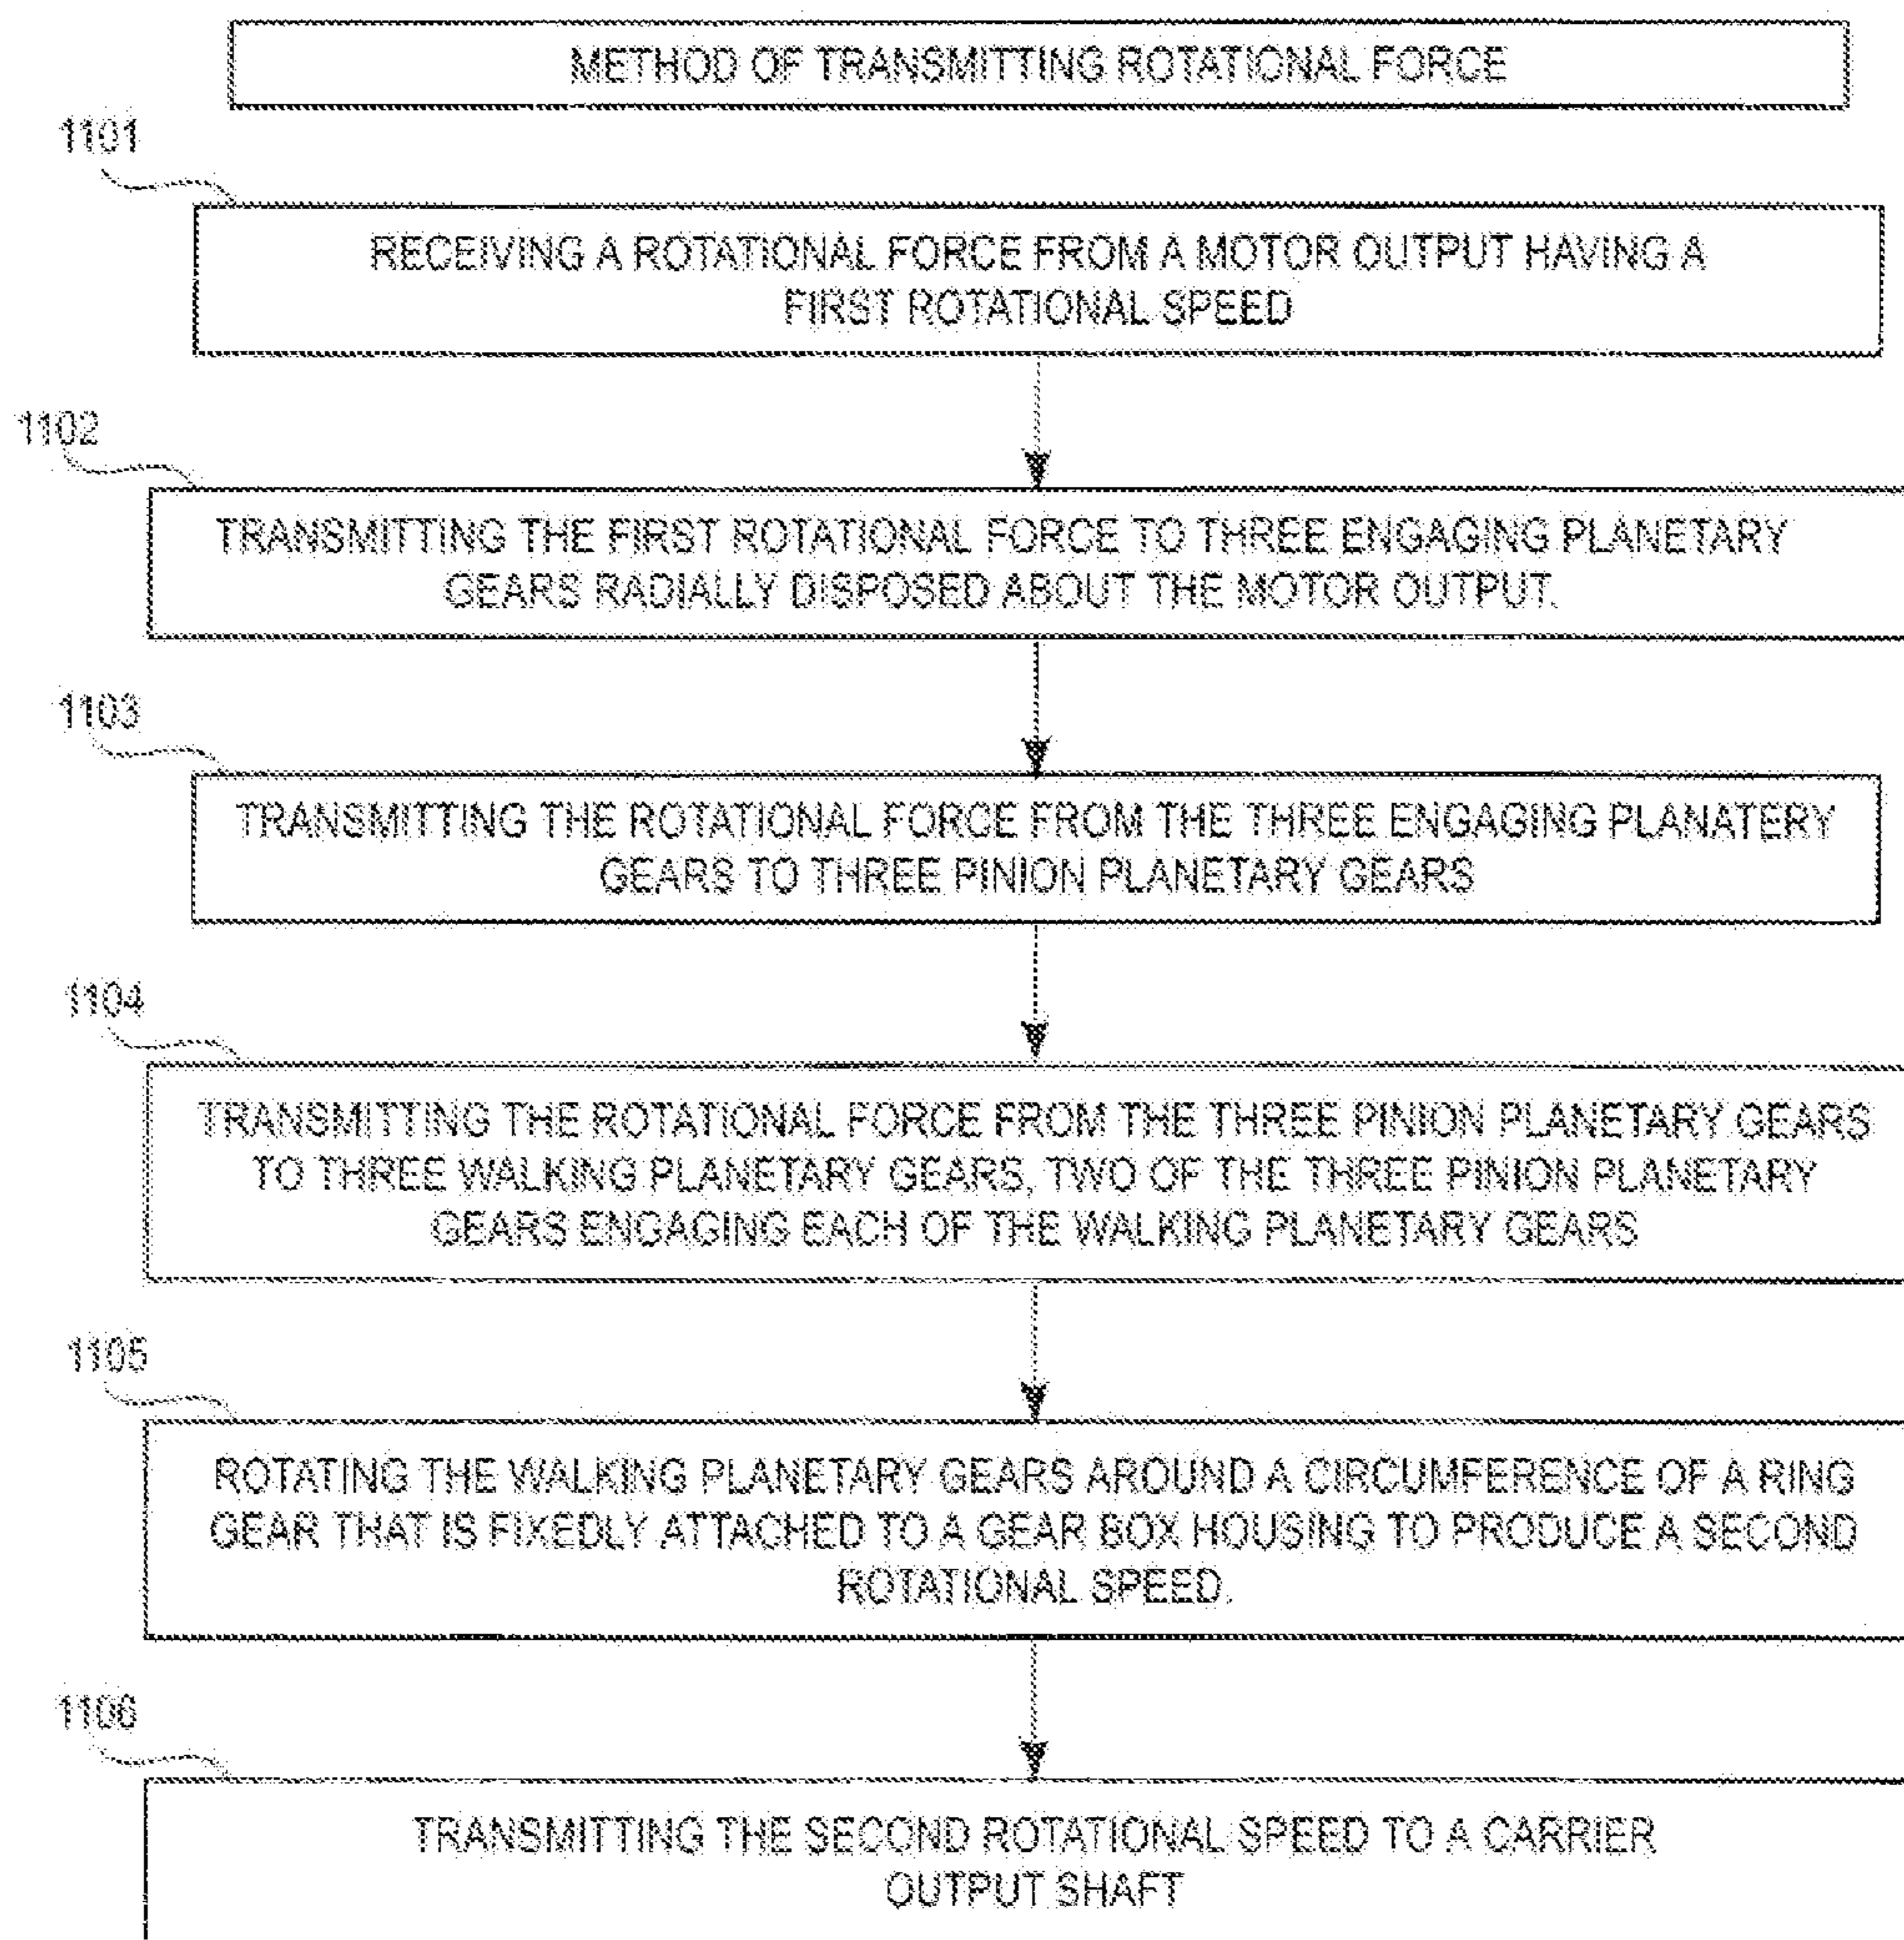 METHOD OF TRANSMITTING ROTATIONAL FORCE
1101
RECEIVING A ROTATIONAL FORCE FROM A MOTOR OUTPUT HAVING A
FIRST ROTATIONAL SPEED
1102
TRANSMITTING THE FIRST ROTATIONAL FORCE TO THREE ENGAGING PLANETARY
GEARS RADIALLY DISPOSED ABOUT THE MOTOR OUTPUT.
1103
TRANSMITTING THE ROTATIONAL FORCE FROM THE THREE ENGAGING PLANATERY
GEARS TO THREE PINION PLANETARY GEARS
1104
TRANSMITTING THE ROTATIONAL FORCE FROM THE THREE PINION PLANETARY GEARS
TO THREE WALKING PLANETARY GEARS, TWO OF THE THREE PINION PLANETARY
GEARS ENGAGING EACH OF THE WALKING PLANETARY GEARS
1105
ROTATING THE WALKING PLANETARY GEARS AROUND A CIRCUMFERENCE OF A RING
GEAR THAT IS FIXEDLY ATTACHED TO A GEAR BOX HOUSING TO PRODUCE A SECOND
ROTATIONAL SPEED.
1106
TRANSMITTING THE SECOND ROTATIONAL SPEED TO A CARRIER
OUTPUT SHAFT